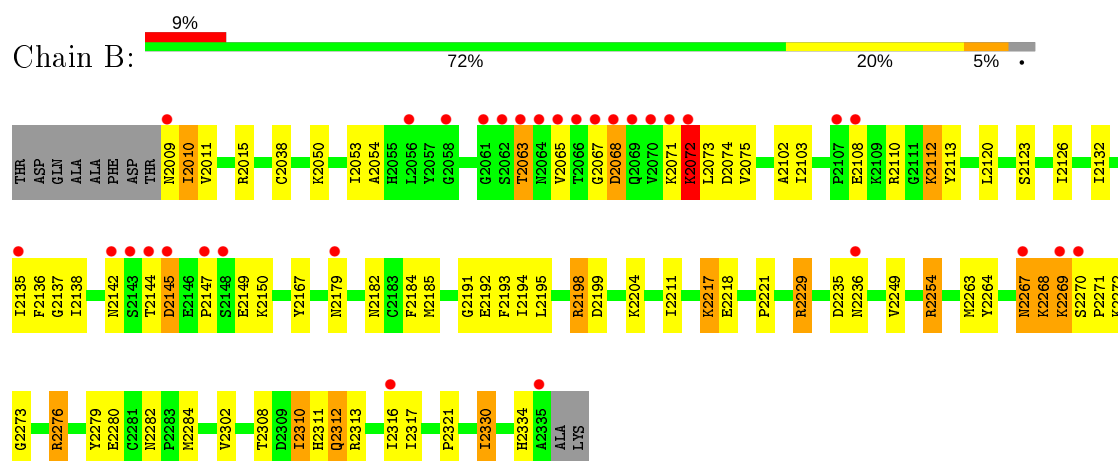 9%
Chain B:
72% 20% 5% •
THR ASP GLN ALA ALA PHE ASP THR N2009 I2010 V2011 R2015 C2038 K2050 I2053 A2054 H2055 L2056 Y2057 G2058 G2061 S2062 T2063 N2064 V2065 T2066 G2067 D2068 Q2069 V2070 K2071 K2072 L2073 D2074 V2075 A2102 I2103 P2107 E2108 K2109 R2110 G2111 K2112 Y2113 L2120 S2123 I2126 I2132
I2135 F2136 G2137 I2138 N2142 S2143 T2144 D2145 E2146 P2147 S2148 E2149 K2150 Y2167 N2179 N2182 C2183 F2184 M2185 G2191 E2192 F2193 I2194 L2195 R2198 D2199 K2204 I2211 K2217 E2218 P2221 R2229 D2235 N2236 V2249 R2254 M2263 Y2264 N2267 K2268 K2269 S2270 P2271 K2272
G2273 R2276 Y2279 E2280 C2281 N2282 P2283 M2284 V2302 T2308 D2309 I2310 H2311 Q2312 R2313 I2316 I2317 P2321 I2330 H2334 A2335 ALA LYS